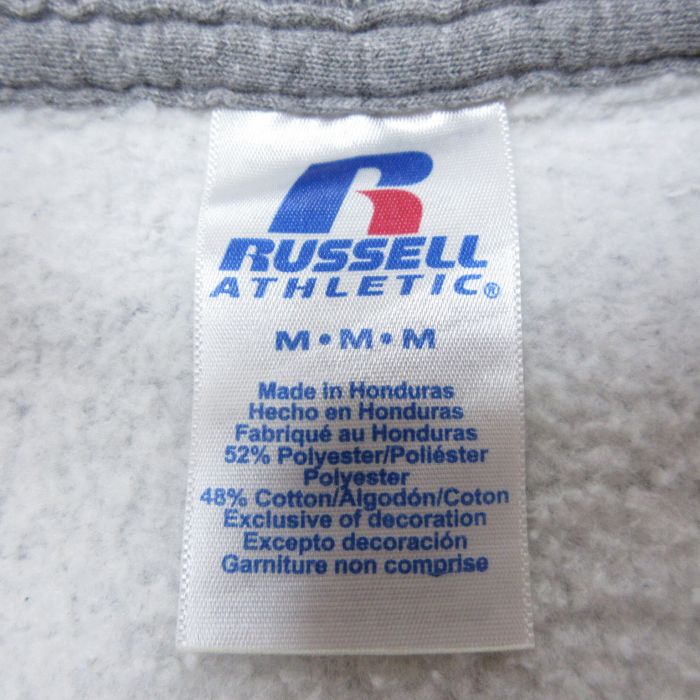 RUSSELL
ATHLETIC®
M • M • M
Made in Honduras
Hecho en Honduras
Fabriqué au Honduras
52% Polyester/Poliéster
Polyester
48% Cotton/Algodón/Coton
Exclusive of decoration
Excepto decoración
Garniture non comprise